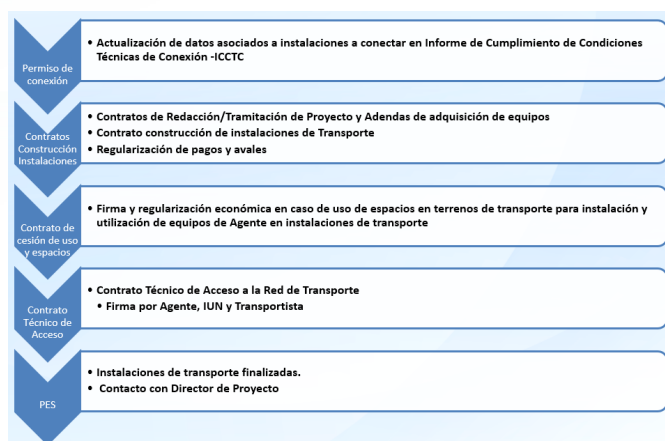 Permiso de
conexión
• Actualización de datos asociados a instalaciones a conectar en Informe de Cumplimiento de Condiciones
Técnicas de Conexión -ICCTC
Contratos
Construcción
Instalaciones
• Contratos de Redacción/Tramitación de Proyecto y Adendas de adquisición de equipos
• Contrato construcción de instalaciones de Transporte
• Regularización de pagos y avales
Contrato de
cesión de uso
y espacios
• Firma y regularización económica en caso de uso de espacios en terrenos de transporte para instalación y
utilización de equipos de Agente en instalaciones de transporte
Contrato
Técnico de
Acceso
• Contrato Técnico de Acceso a la Red de Transporte
• Firma por Agente, IUN y Transportista
PES
• Instalaciones de transporte finalizadas.
• Contacto con Director de Proyecto